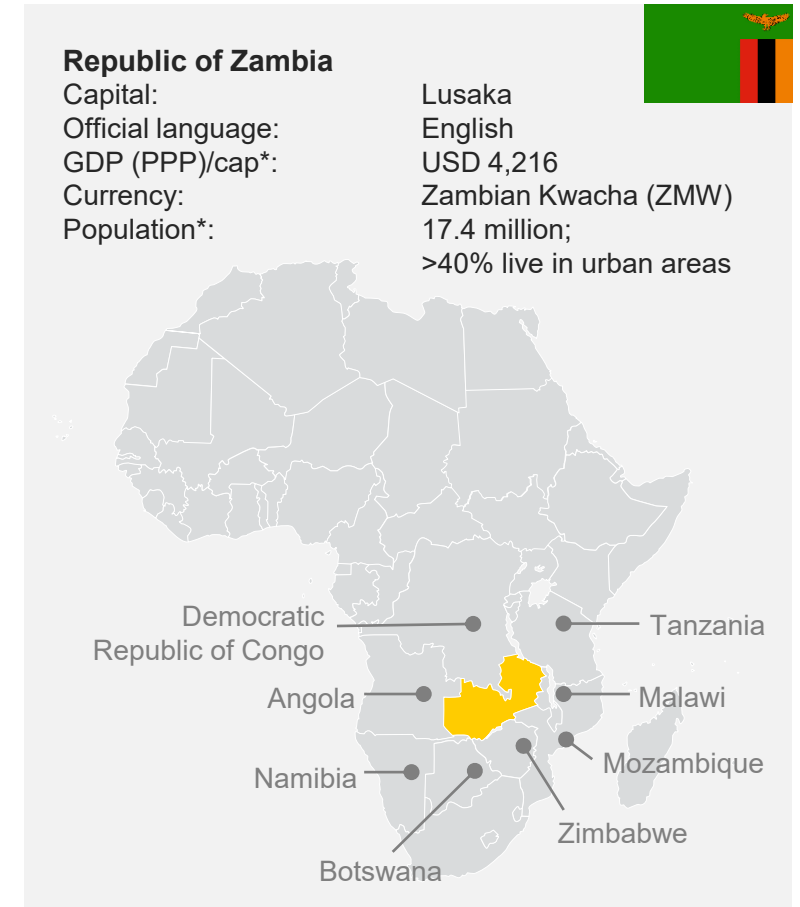 Republic of Zambia
Capital: Lusaka
Official language: English
GDP (PPP)/cap*: USD 4,216
Currency: Zambian Kwacha (ZMW)
Population*: 17.4 million;
>40% live in urban areas
Democratic
Republic of Congo
Tanzania
Angola
Malawi
Namibia
Mozambique
Zimbabwe
Botswana